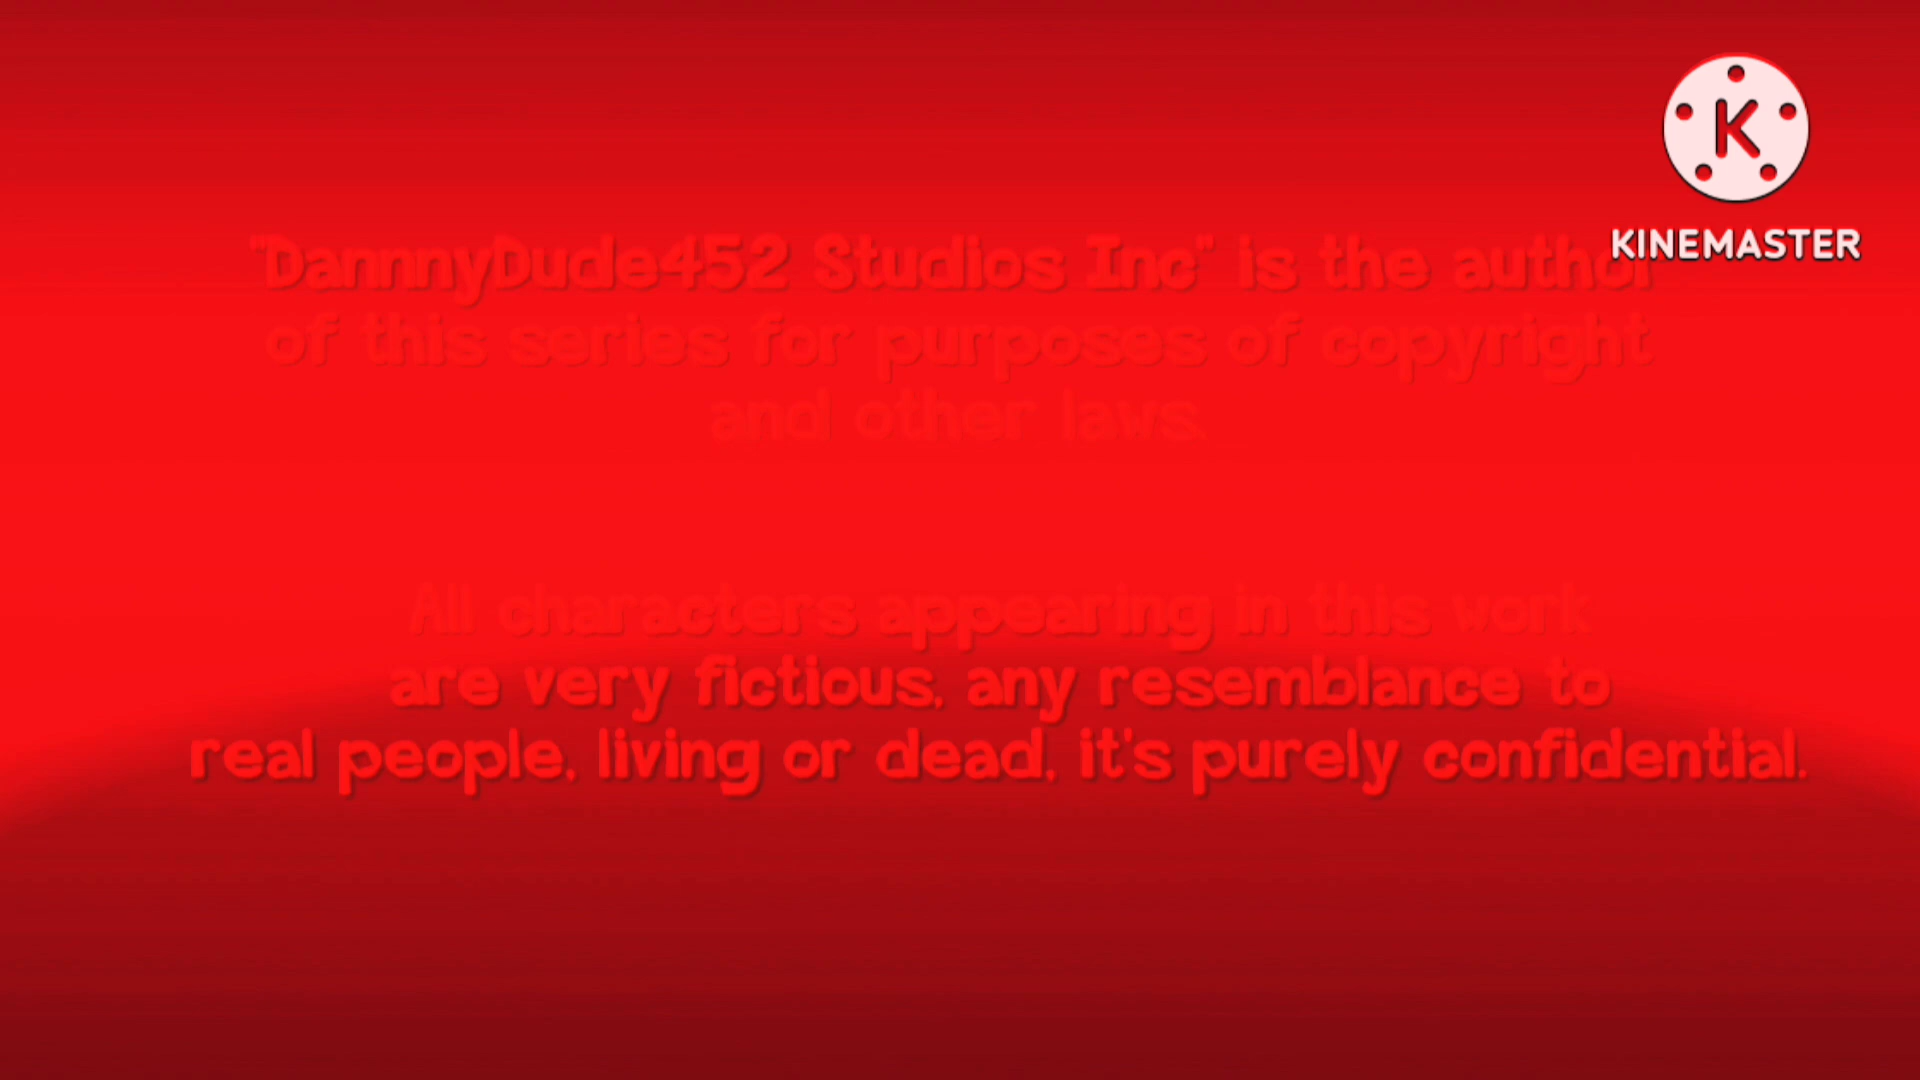 K
KINEMASTER
"DannnyDude452 Studios Inc" is the author
of this series for purposes of copyright
and other laws.
All characters appearing in this work
are very fictious, any resemblance to
real people, living or dead, it's purely confidential.